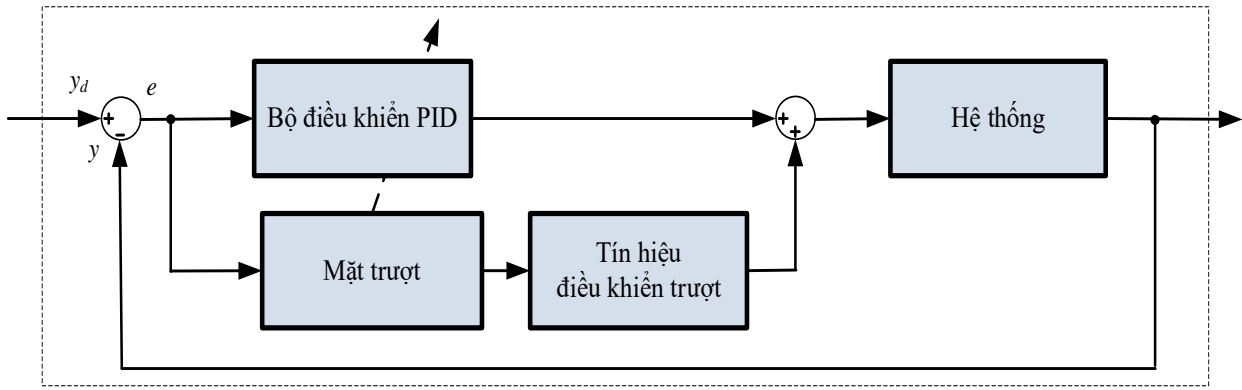 y_d
e
+
−
y
Bộ điều khiển PID
+
+
Hệ thống
Mặt trượt
Tín hiệu
điều khiển trượt